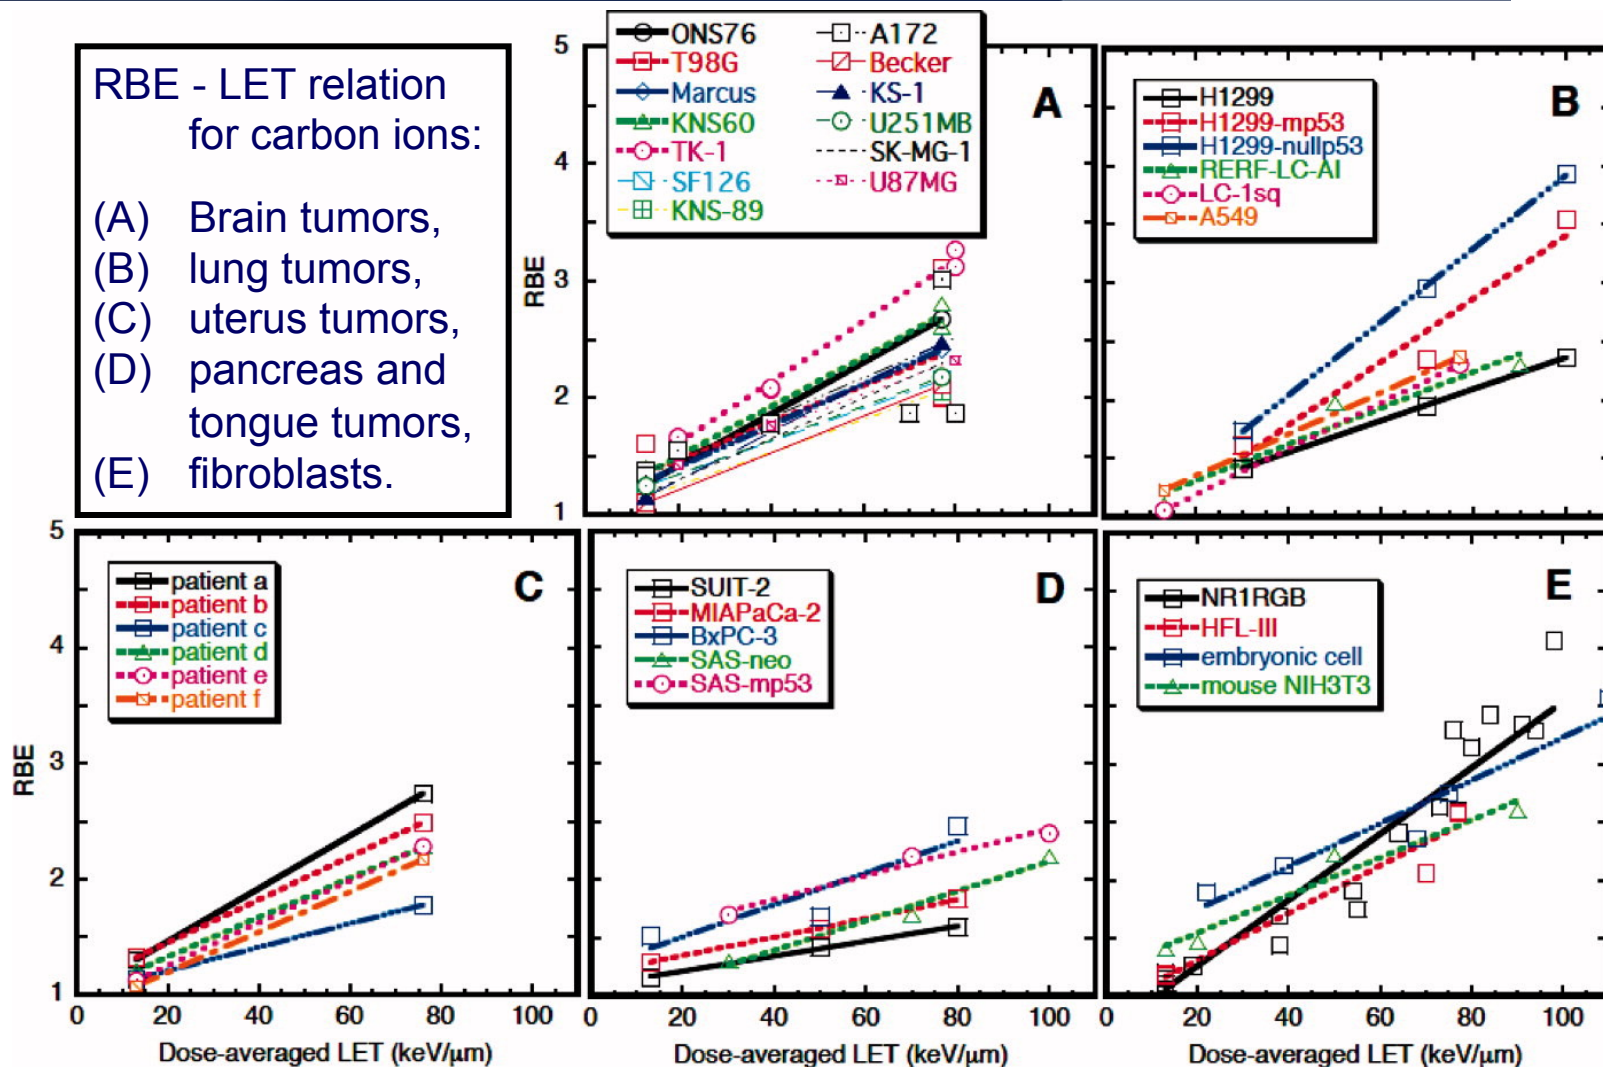 RBE - LET relation
for carbon ions:
(A) Brain tumors,
(B) lung tumors,
(C) uterus tumors,
(D) pancreas and
tongue tumors,
(E) fibroblasts.
5
4
3
2
1
RBE
ONS76
T98G
Marcus
KNS60
TK-1
SF126
KNS-89
A172
Becker
KS-1
U251MB
SK-MG-1
U87MG
A
H1299
H1299-mp53
H1299-nullp53
RERF-LC-AI
LC-1sq
A549
B
5
4
3
2
1
RBE
patient a
patient b
patient c
patient d
patient e
patient f
C
0 20 40 60 80 100
Dose-averaged LET (keV/μm)
SUIT-2
MIAPaCa-2
BxPC-3
SAS-neo
SAS-mp53
D
0 20 40 60 80 100
Dose-averaged LET (keV/μm)
NR1RGB
HFL-III
embryonic cell
mouse NIH3T3
E
0 20 40 60 80 100
Dose-averaged LET (keV/μm)